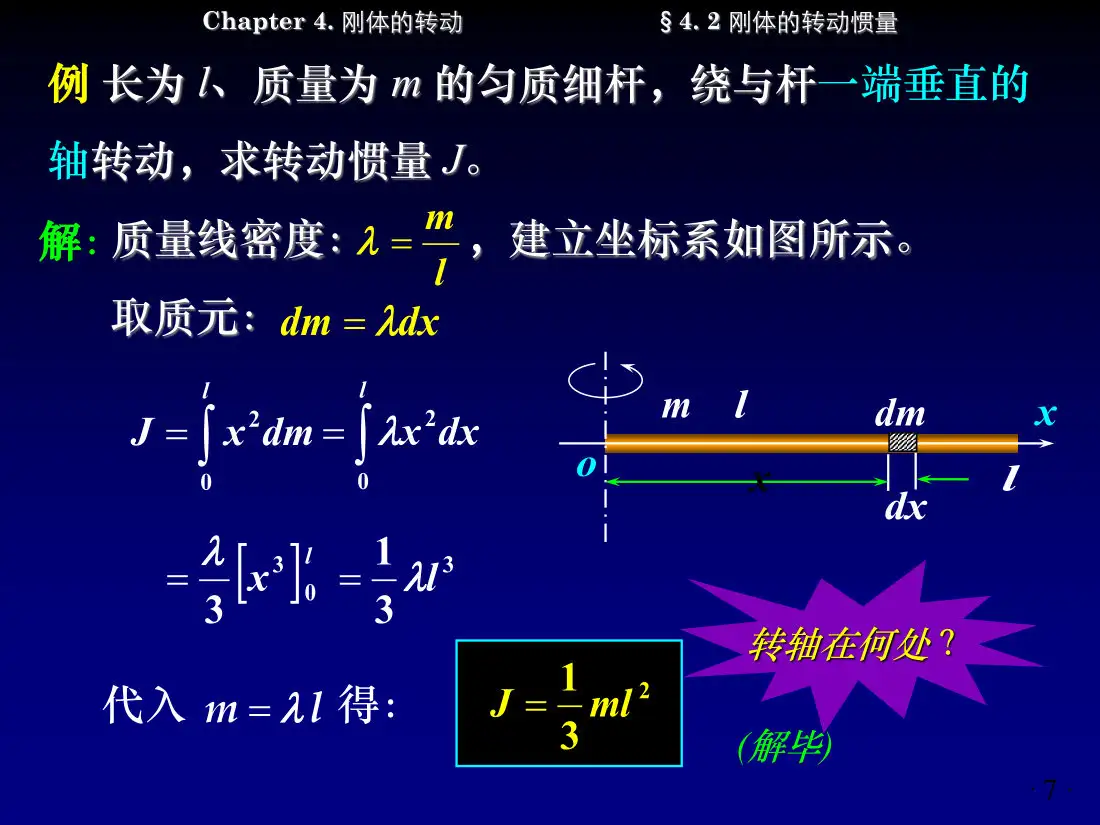 Chapter 4. 刚体的转动 §4. 2 刚体的转动惯量
例 长为 l、质量为 m 的匀质细杆，绕与杆一端垂直的
轴转动，求转动惯量 J。
解: 质量线密度: λ = m/l ，建立坐标系如图所示。
取质元: dm = λdx
J = ∫₀ˡ x²dm = ∫₀ˡ λx²dx
= λ/3 [x³]₀ˡ = 1/3 λl³
m l dm x
o x l
dx
转轴在何处？
代入 m = λ l 得: J = 1/3 ml²
(解毕)
· 7 ·